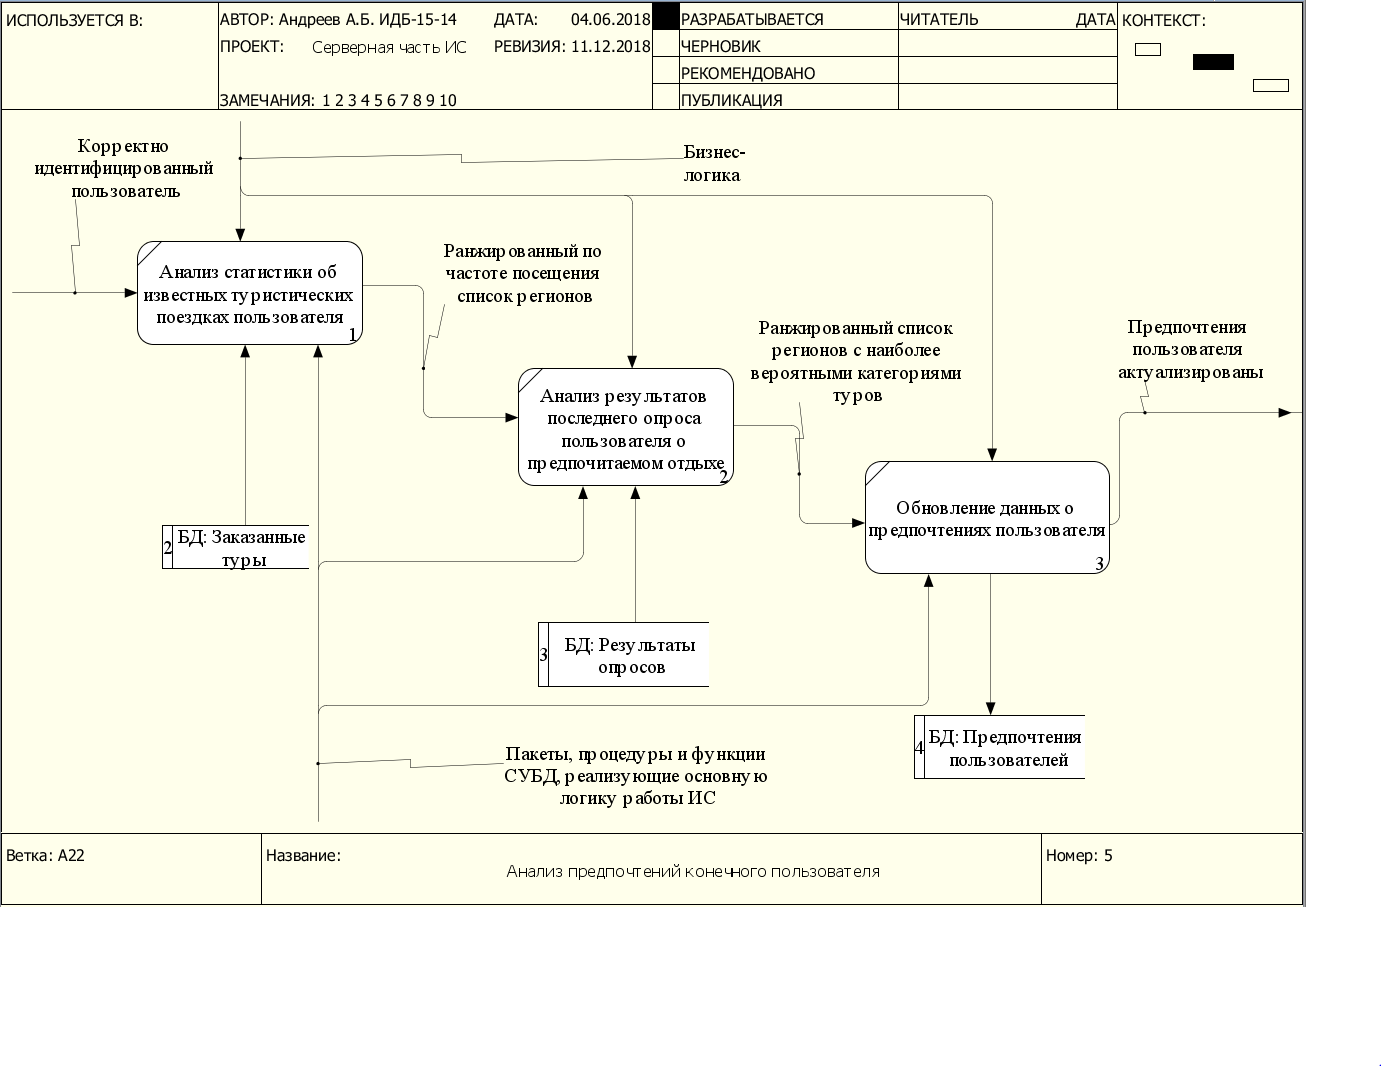 ИСПОЛЬЗУЕТСЯ В:
АВТОР: Андреев А.Б. ИДБ-15-14
ДАТА: 04.06.2018
ПРОЕКТ: Серверная часть ИС
РЕВИЗИЯ: 11.12.2018
ЗАМЕЧАНИЯ: 1 2 3 4 5 6 7 8 9 10
РАЗРАБАТЫВАЕТСЯ
ЧЕРНОВИК
РЕКОМЕНДОВАНО
ПУБЛИКАЦИЯ
ЧИТАТЕЛЬ ДАТА
КОНТЕКСТ:
Корректно
идентифицированный
пользователь
Бизнес-
логика
Анализ статистики об
известных туристических
поездках пользователя
1
Ранжированный по
частоте посещения
список регионов
Ранжированный список
регионов с наиболее
вероятными категориями
туров
Предпочтения
пользователя
актуализированы
Анализ результатов
последнего опроса
пользователя о
предпочитаемом отдыхе
2
Обновление данных о
предпочтениях пользователя
3
2
БД: Заказанные
туры
3
БД: Результаты
опросов
4
БД: Предпочтения
пользователей
Пакеты, процедуры и функции
СУБД, реализующие основную
логику работы ИС
Ветка: A22
Название:
Анализ предпочтений конечного пользователя
Номер: 5